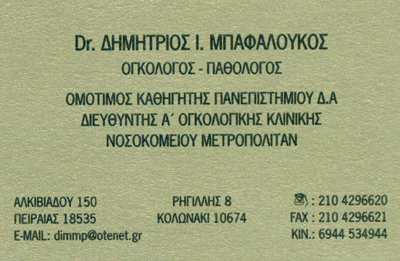 Dr. ΔΗΜΗΤΡΙΟΣ Ι. ΜΠΑΦΑΛΟΥΚΟΣ
ΟΓΚΟΛΟΓΟΣ - ΠΑΘΟΛΟΓΟΣ
ΟΜΟΤΙΜΟΣ ΚΑΘΗΓΗΤΗΣ ΠΑΝΕΠΙΣΤΗΜΙΟΥ Δ.Α
ΔΙΕΥΘΥΝΤΗΣ Α΄ ΟΓΚΟΛΟΓΙΚΗΣ ΚΛΙΝΙΚΗΣ
ΝΟΣΟΚΟΜΕΙΟΥ ΜΕΤΡΟΠΟΛΙΤΑΝ
ΑΛΚΙΒΙΑΔΟΥ 150
ΠΕΙΡΑΙΑΣ 18535
E-MAIL: dimmp@otenet.gr
ΡΗΓΙΛΛΗΣ 8
ΚΟΛΩΝΑΚΙ 10674
☎ : 210 4296620
FAX : 210 4296621
ΚΙΝ.: 6944 534944